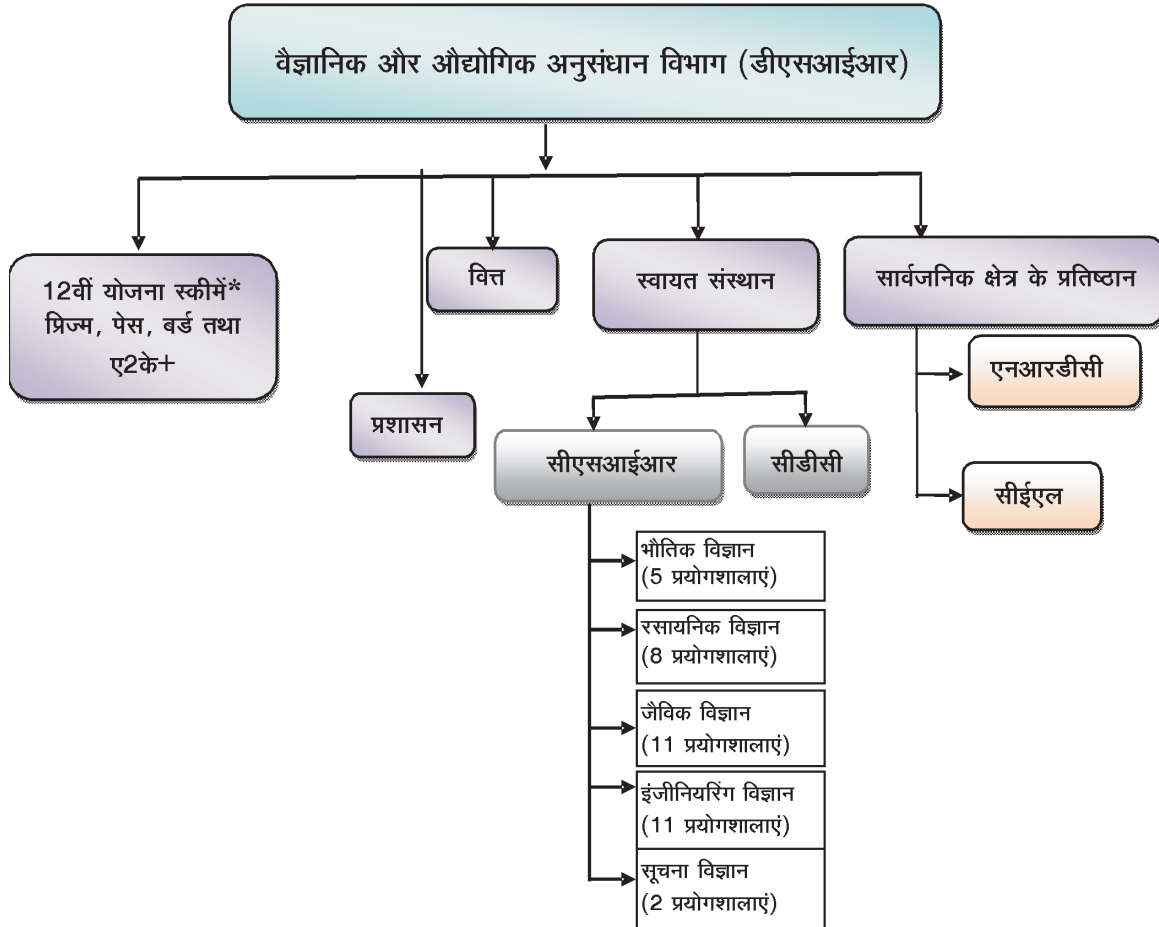 वैज्ञानिक और औद्योगिक अनुसंधान विभाग (डीएसआईआर)
12वीं योजना स्कीमें*
प्रिज्म, पेस, बर्ड तथा
ए2के+
प्रशासन
वित्त
स्वायत संस्थान
सार्वजनिक क्षेत्र के प्रतिष्ठान
एनआरडीसी
सीईएल
सीएसआईआर
सीडीसी
भौतिक विज्ञान
(5 प्रयोगशालाएं)
रसायनिक विज्ञान
(8 प्रयोगशालाएं)
जैविक विज्ञान
(11 प्रयोगशालाएं)
इंजीनियरिंग विज्ञान
(11 प्रयोगशालाएं)
सूचना विज्ञान
(2 प्रयोगशालाएं)